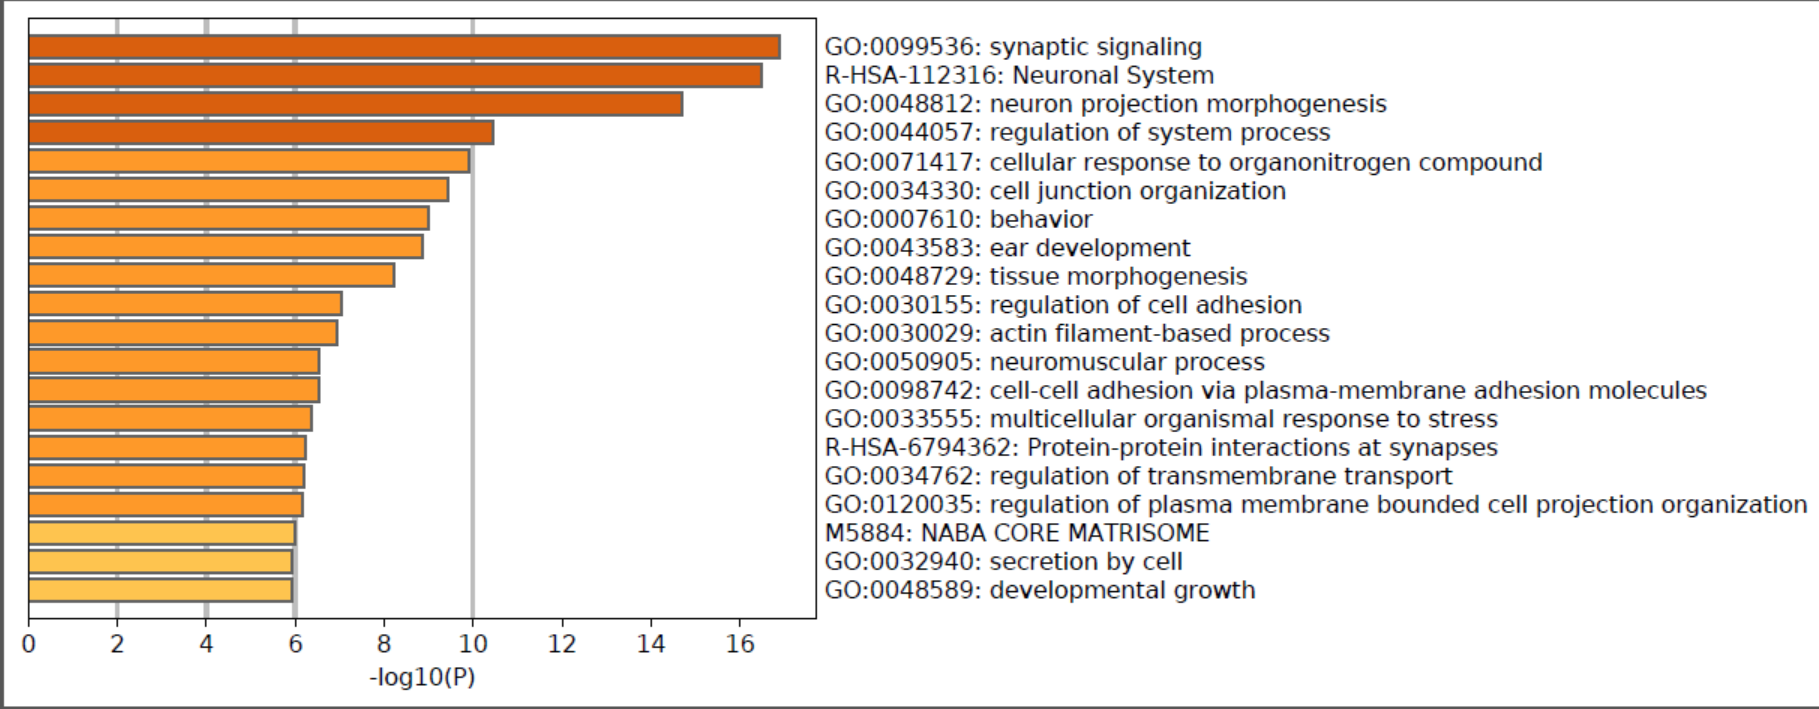 GO:0099536: synaptic signaling
R-HSA-112316: Neuronal System
GO:0048812: neuron projection morphogenesis
GO:0044057: regulation of system process
GO:0071417: cellular response to organonitrogen compound
GO:0034330: cell junction organization
GO:0007610: behavior
GO:0043583: ear development
GO:0048729: tissue morphogenesis
GO:0030155: regulation of cell adhesion
GO:0030029: actin filament-based process
GO:0050905: neuromuscular process
GO:0098742: cell-cell adhesion via plasma-membrane adhesion molecules
GO:0033555: multicellular organismal response to stress
R-HSA-6794362: Protein-protein interactions at synapses
GO:0034762: regulation of transmembrane transport
GO:0120035: regulation of plasma membrane bounded cell projection organization
M5884: NABA CORE MATRISOME
GO:0032940: secretion by cell
GO:0048589: developmental growth
0 2 4 6 8 10 12 14 16
-log10(P)